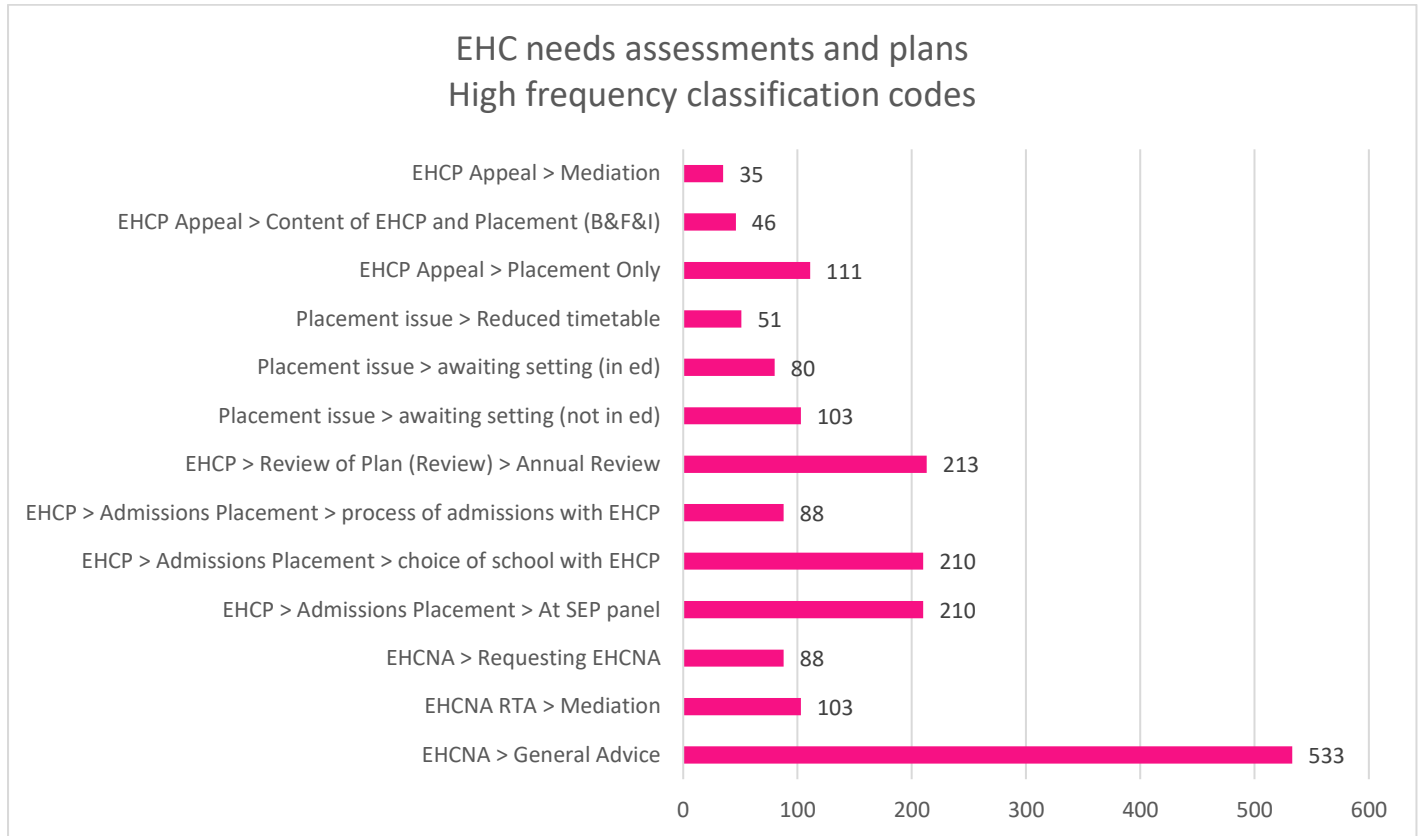 EHC needs assessments and plans
High frequency classification codes
EHCP Appeal > Mediation 35
EHCP Appeal > Content of EHCP and Placement (B&F&I) 46
EHCP Appeal > Placement Only 111
Placement issue > Reduced timetable 51
Placement issue > awaiting setting (in ed) 80
Placement issue > awaiting setting (not in ed) 103
EHCP > Review of Plan (Review) > Annual Review 213
EHCP > Admissions Placement > process of admissions with EHCP 88
EHCP > Admissions Placement > choice of school with EHCP 210
EHCP > Admissions Placement > At SEP panel 210
EHCNA > Requesting EHCNA 88
EHCNA RTA > Mediation 103
EHCNA > General Advice 533
0 100 200 300 400 500 600